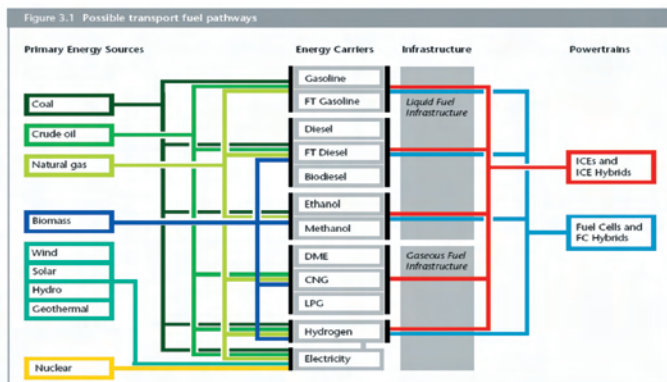 Figure 3.1 Possible transport fuel pathways
Primary Energy Sources
Energy Carriers
Infrastructure
Powertrains
Coal
Crude oil
Natural gas
Biomass
Wind
Solar
Hydro
Geothermal
Nuclear
Gasoline
FT Gasoline
Diesel
FT Diesel
Biodiesel
Ethanol
Methanol
DME
CNG
LPG
Hydrogen
Electricity
Liquid Fuel
Infrastructure
Gaseous Fuel
Infrastructure
ICEs and
ICE Hybrids
Fuel Cells and
FC Hybrids